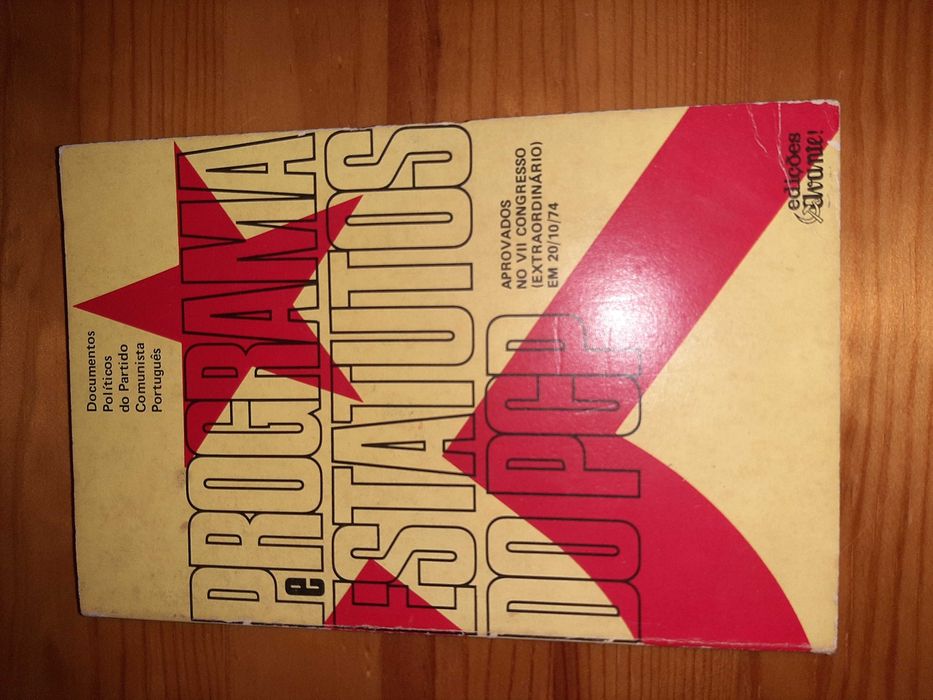 Documentos
Políticos
do Partido
Comunista
Português
PROGRAMA
e
ESTATUTOS
DO PCP
APROVADOS
NO VII CONGRESSO
(EXTRAORDINÁRIO)
EM 20/10/74
edições
Avante!